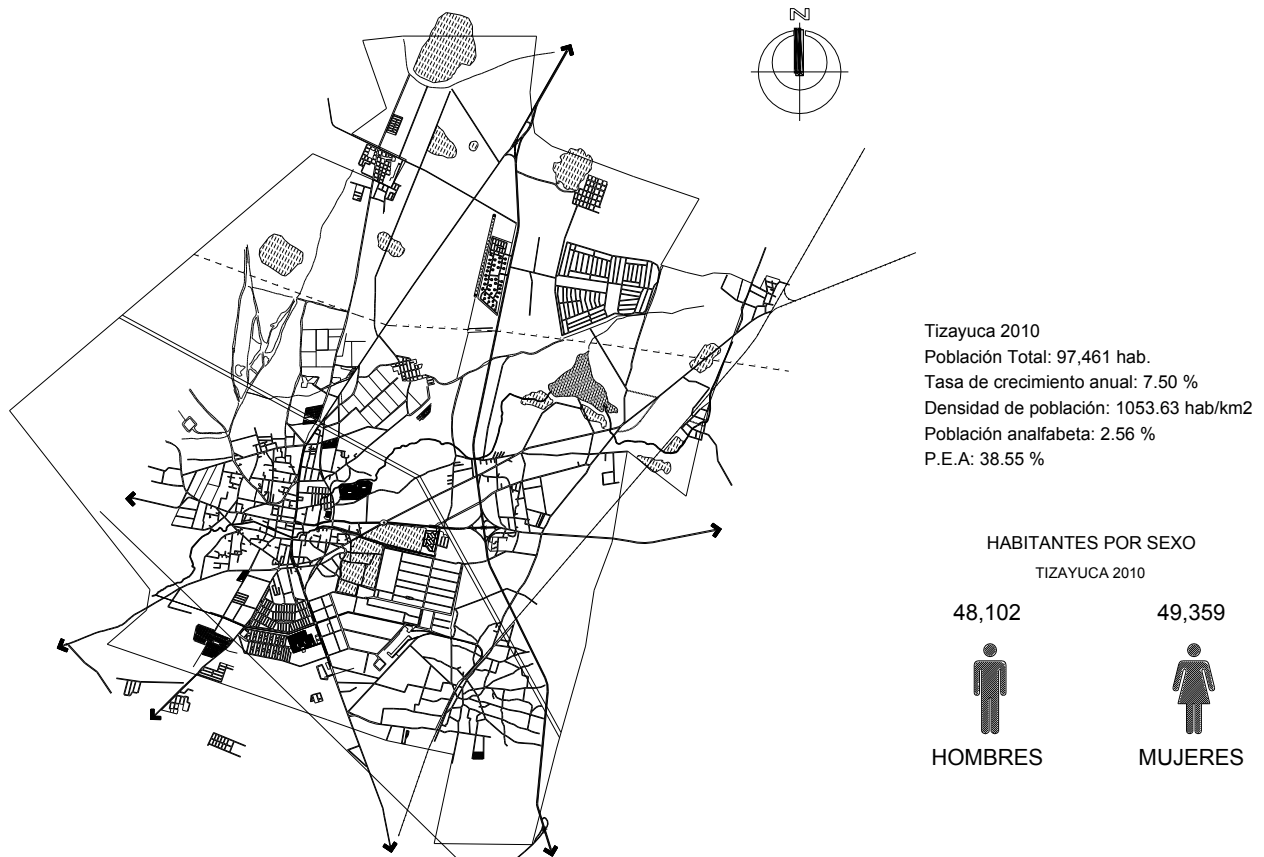 N
Tizayuca 2010
Población Total: 97,461 hab.
Tasa de crecimiento anual: 7.50 %
Densidad de población: 1053.63 hab/km2
Población analfabeta: 2.56 %
P.E.A: 38.55 %
HABITANTES POR SEXO
TIZAYUCA 2010
48,102 49,359
HOMBRES MUJERES